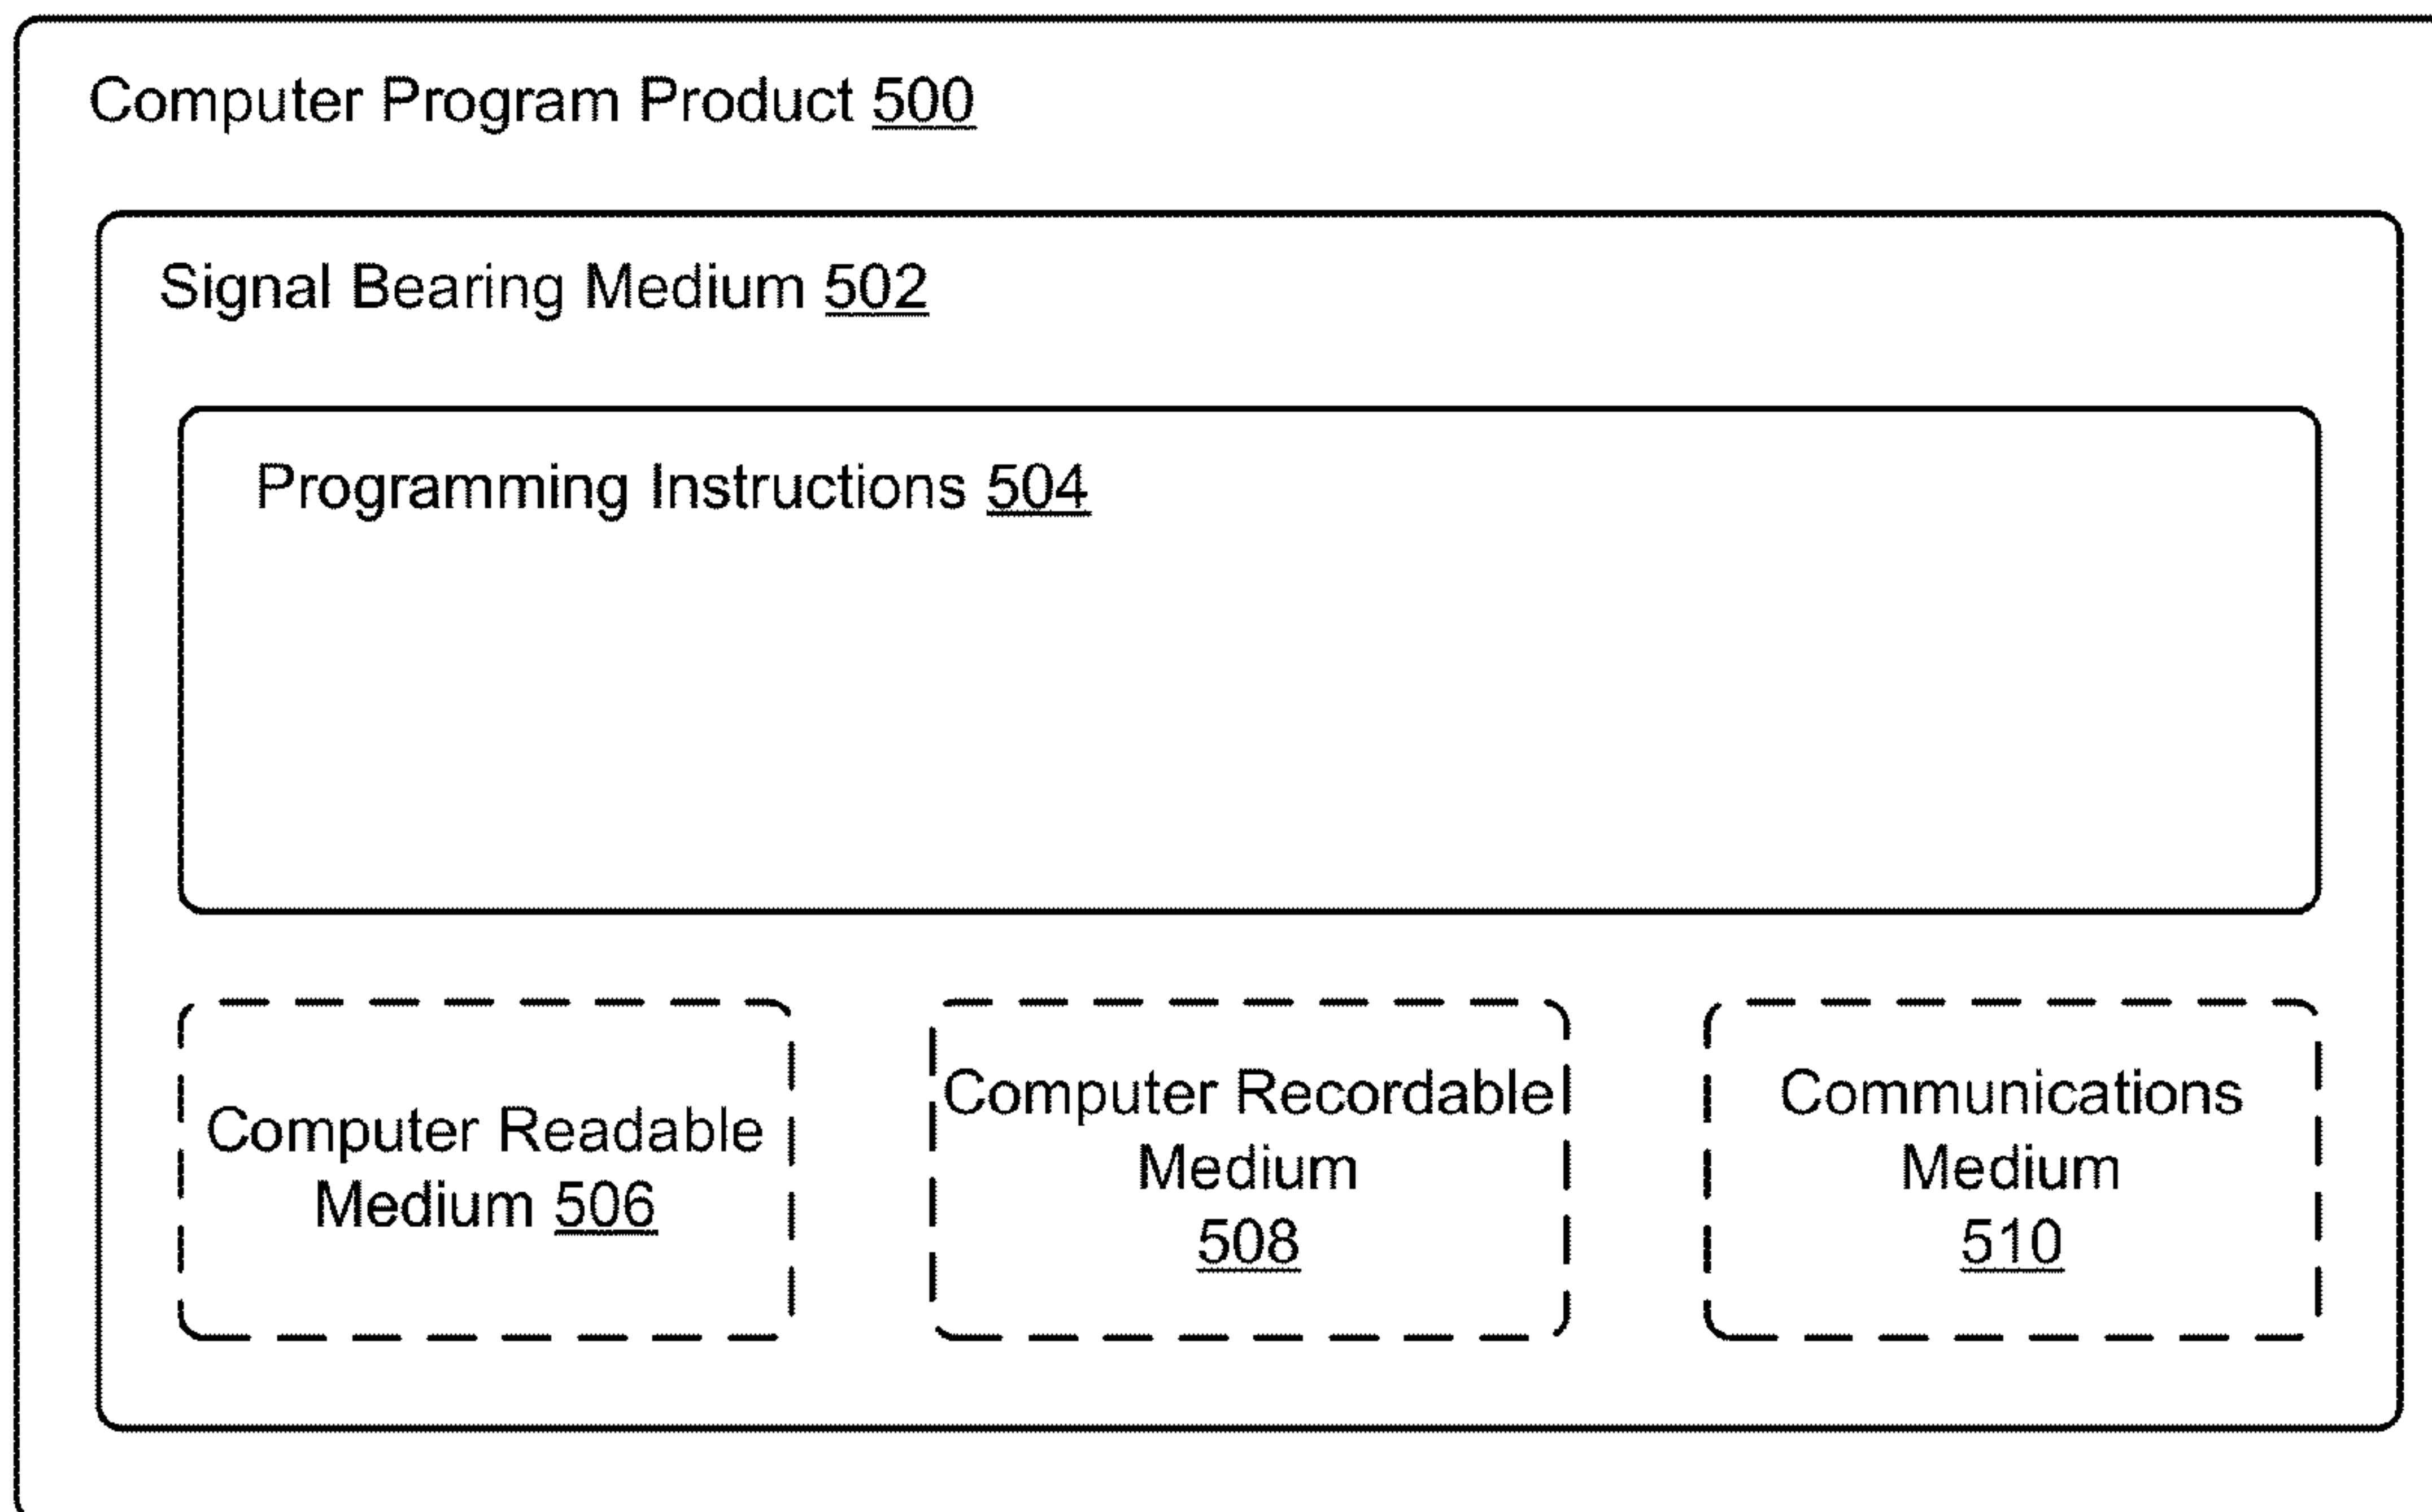 Computer Program Product 500
Signal Bearing Medium 502
Programming Instructions 504
Computer Readable
Medium 506
Computer Recordable
Medium
508
Communications
Medium
510